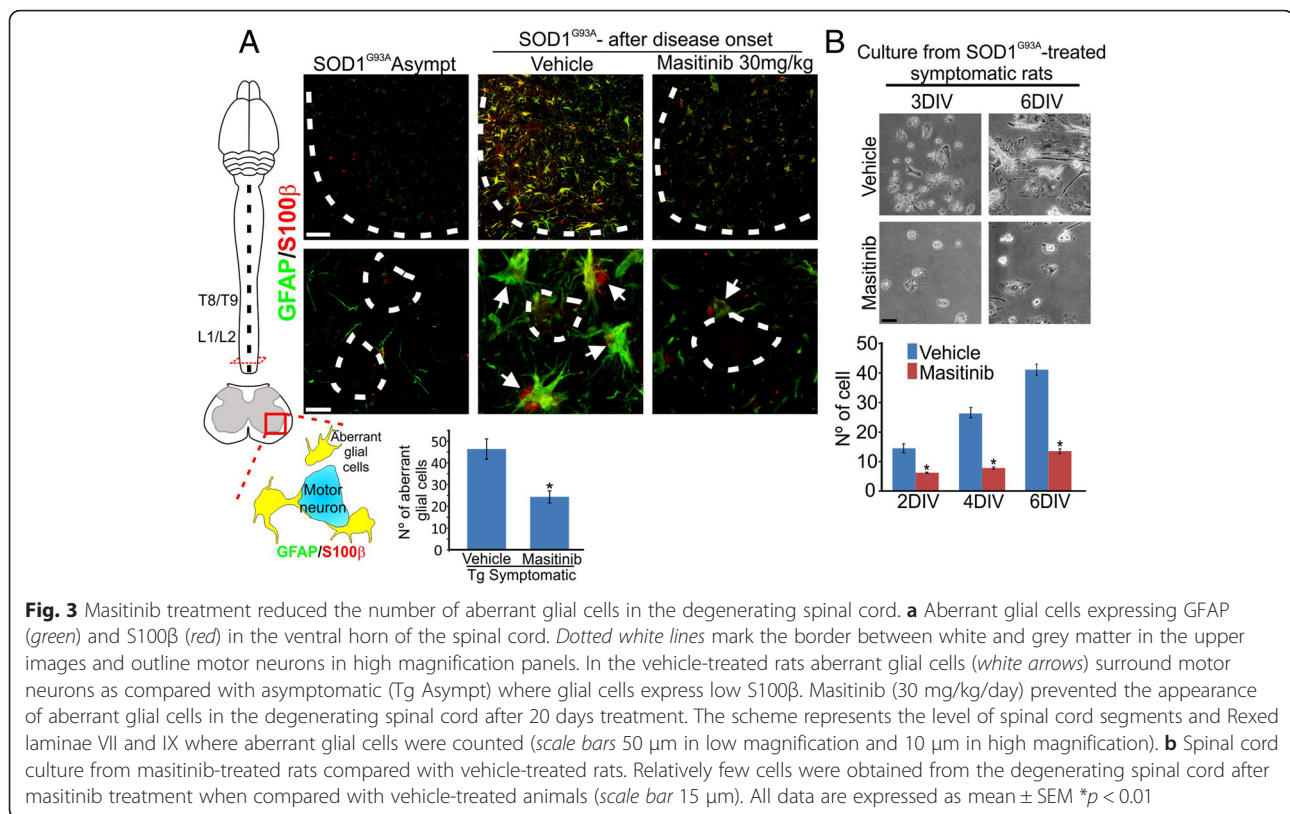 A
SOD1G93A- after disease onset
SOD1G93A Asympt
Vehicle
Masitinib 30mg/kg
GFAP/S100β
T8/T9
L1/L2
Aberrant
glial
cells
Motor
neuron
GFAP/S100β
Nº of aberrant
glial cells
50
40
30
20
10
0
Vehicle Masitinib
Tg Symptomatic
*
B
Culture from SOD1G93A-treated
symptomatic rats
3DIV
6DIV
Vehicle
Masitinib
Nº of cell
50
40
30
20
10
0
Vehicle
Masitinib
*
*
*
2DIV
4DIV
6DIV
Fig. 3 Masitinib treatment reduced the number of aberrant glial cells in the degenerating spinal cord. a Aberrant glial cells expressing GFAP
(green) and S100β (red) in the ventral horn of the spinal cord. Dotted white lines mark the border between white and grey matter in the upper
images and outline motor neurons in high magnification panels. In the vehicle-treated rats aberrant glial cells (white arrows) surround motor
neurons as compared with asymptomatic (Tg Asympt) where glial cells express low S100β. Masitinib (30 mg/kg/day) prevented the appearance
of aberrant glial cells in the degenerating spinal cord after 20 days treatment. The scheme represents the level of spinal cord segments and Rexed
laminae VII and IX where aberrant glial cells were counted (scale bars 50 μm in low magnification and 10 μm in high magnification). b Spinal cord
culture from masitinib-treated rats compared with vehicle-treated rats. Relatively few cells were obtained from the degenerating spinal cord after
masitinib treatment when compared with vehicle-treated animals (scale bar 15 μm). All data are expressed as mean ± SEM *p < 0.01